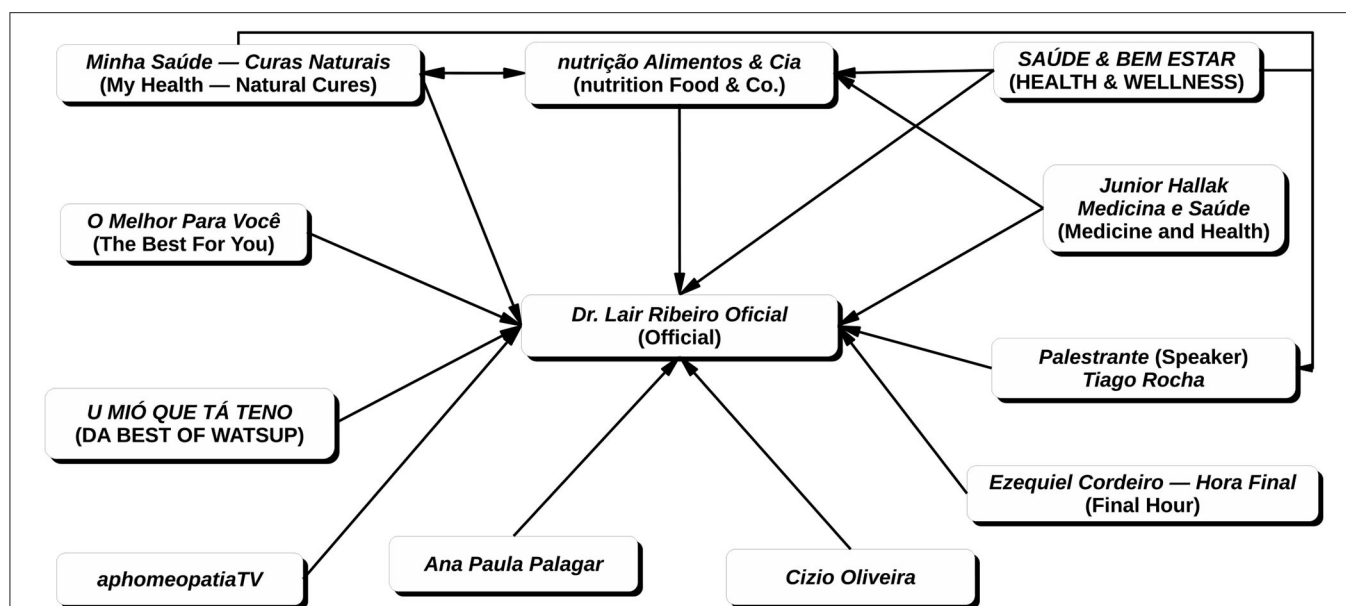 Minha Saúde — Curas Naturais
(My Health — Natural Cures)
nutrição Alimentos & Cia
(nutrition Food & Co.)
SAÚDE & BEM ESTAR
(HEALTH & WELLNESS)
Junior Hallak
Medicina e Saúde
(Medicine and Health)
O Melhor Para Você
(The Best For You)
Dr. Lair Ribeiro Oficial
(Official)
Palestrante (Speaker)
Tiago Rocha
U MIÓ QUE TÁ TENO
(DA BEST OF WATSUP)
Ezequiel Cordeiro — Hora Final
(Final Hour)
aphomeopatiaTV
Ana Paula Palagar
Cizio Oliveira